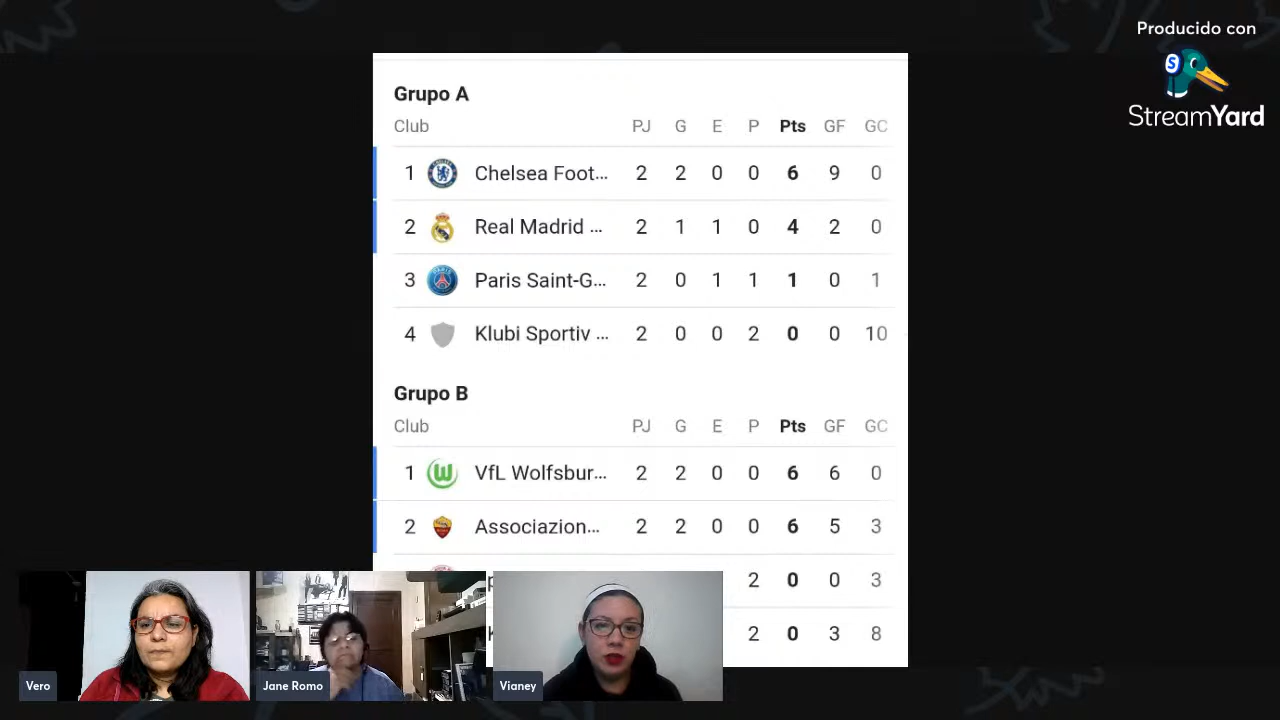 Producido con
StreamYard
Grupo A
Club PJ G E P Pts GF GC
1 Chelsea Foot... 2 2 0 0 6 9 0
2 Real Madrid ... 2 1 1 0 4 2 0
3 Paris Saint-G... 2 0 1 1 1 0 1
4 Klubi Sportiv ... 2 0 0 2 0 0 10
Grupo B
Club PJ G E P Pts GF GC
1 VfL Wolfsbur... 2 2 0 0 6 6 0
2 Associazion... 2 2 0 0 6 5 3
2 0 0 3
2 0 3 8
Vero
Jane Romo
Vianey